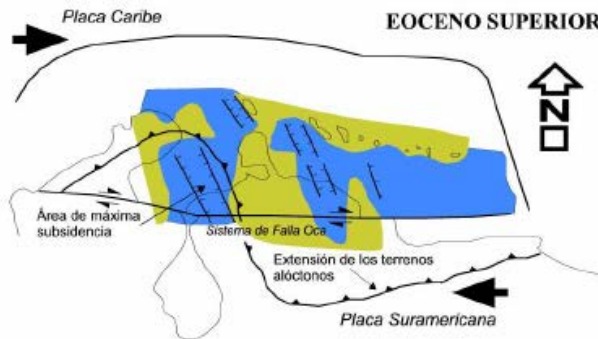 Placa Caribe
EOCENO SUPERIOR
N
Área de máxima
subsidencia
Sistema de Falla Oca
Extensión de los terrenos
alóctonos
Placa Suramericana